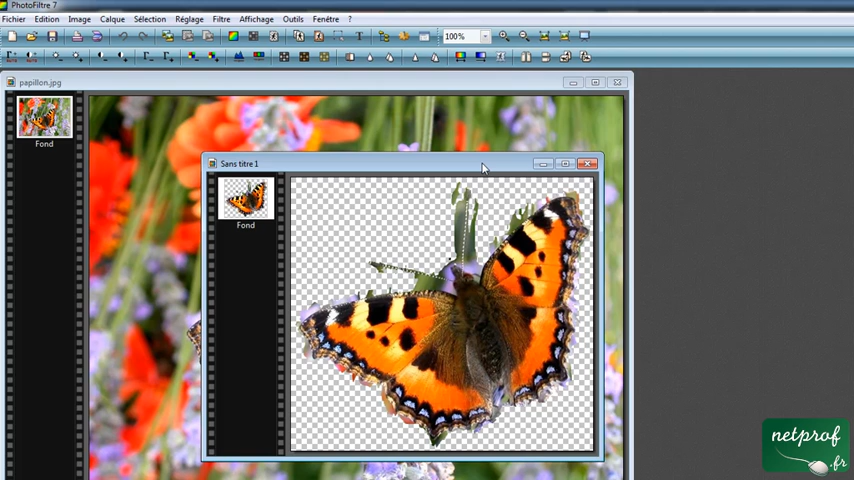 PhotoFiltre 7
Fichier Edition Image Calque Sélection Réglage Filtre Affichage Outils Fenêtre ?
100%
papillon.jpg
Fond
Sans titre 1
Fond
netprof
.fr